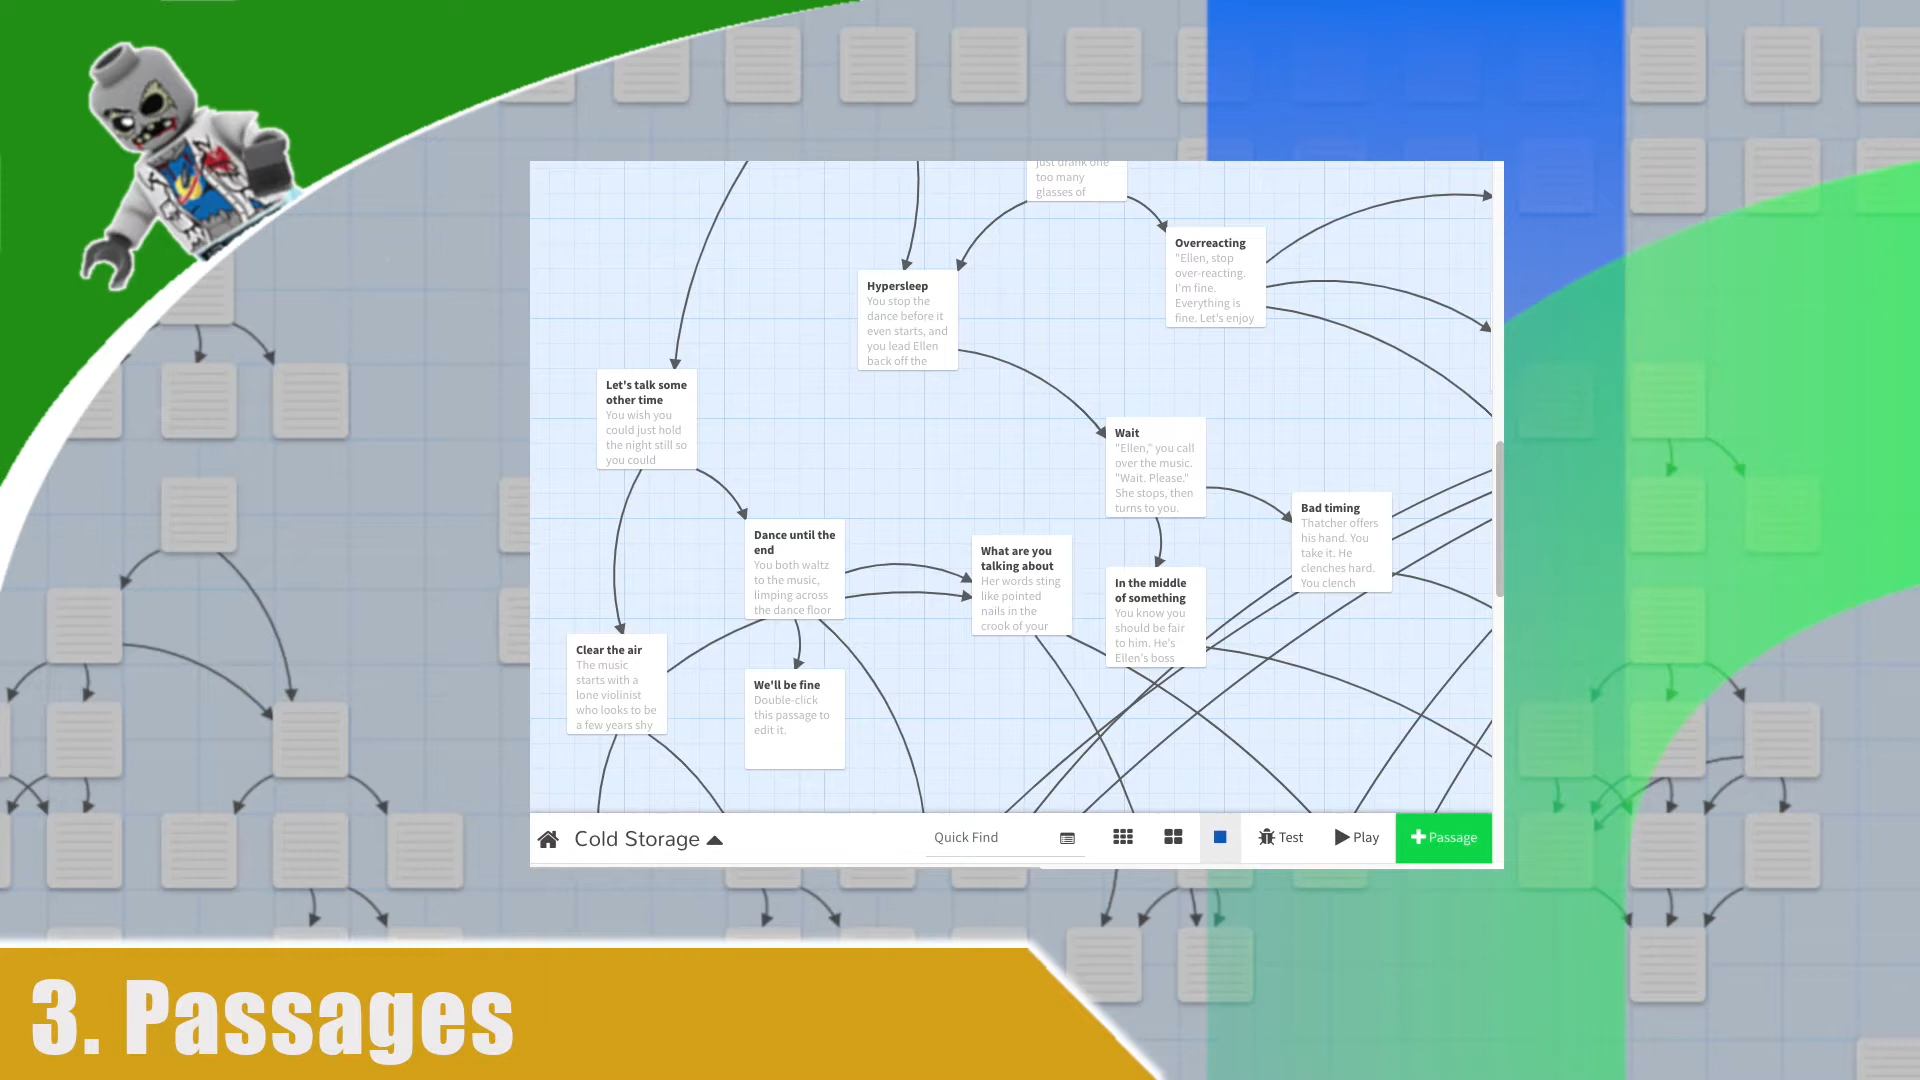 just drank one
too many
glasses of
Overreacting
"Ellen, stop
over-reacting.
I'm fine.
Everything is
fine. Let's enjoy
Hypersleep
You stop the
dance before it
even starts, and
you lead Ellen
back off the
Let's talk some
other time
You wish you
could just hold
the night still so
you could
Wait
"Ellen," you call
over the music.
"Wait. Please."
She stops, then
turns to you.
Bad timing
Thatcher offers
his hand. You
take it. He
clenches hard.
You clench
Dance until the
end
You both waltz
to the music,
limping across
the dance floor
What are you
talking about
Her words sting
like pointed
nails in the
crook of your
In the middle
of something
You know you
should be fair
to him. He's
Ellen's boss
Clear the air
The music
starts with a
lone violinist
who looks to be
a few years shy
We'll be fine
Double-click
this passage to
edit it.
Cold Storage
Quick Find
Test
Play
Passage
3. Passages